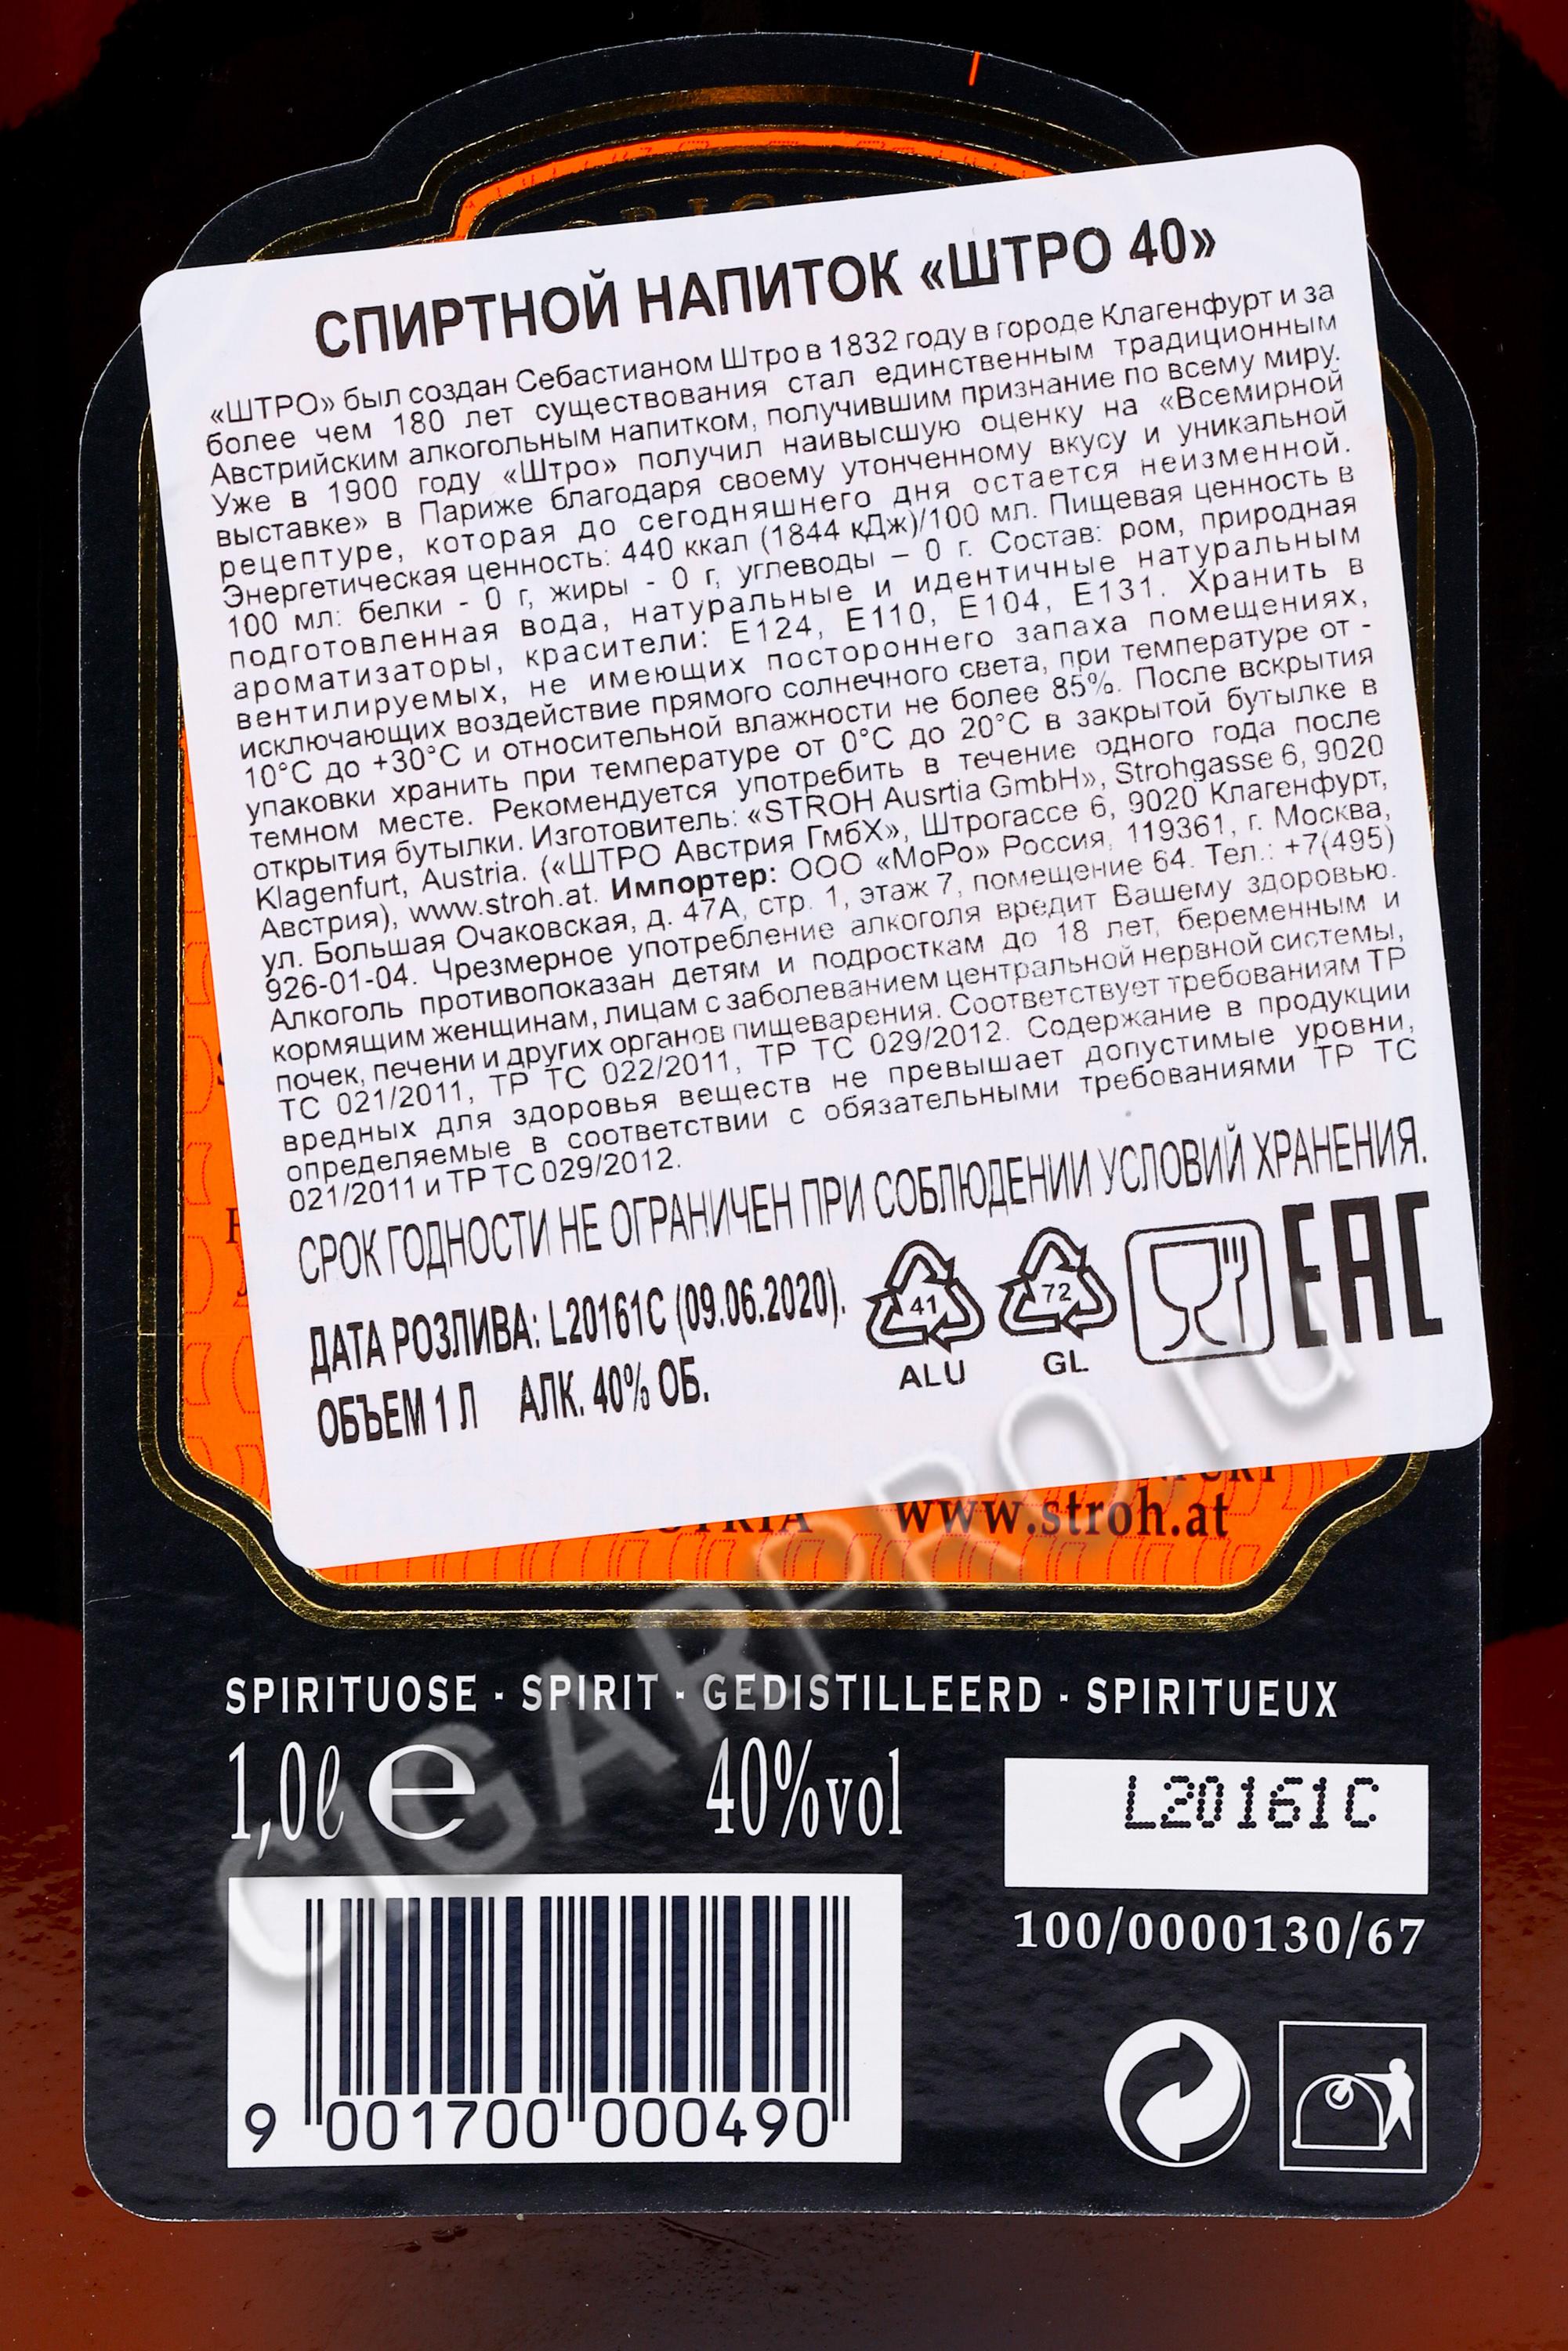 СПИРТНОЙ НАПИТОК «ШТРО 40»
«ШТРО» был создан Себастианом Штро в 1832 году в городе Клагенфурт и за
более чем 180 лет существования стал единственным традиционным
Австрийским алкогольным напитком, получившим признание по всему миру.
Уже в 1900 году «Штро» получил наивысшую оценку на «Всемирной
выставке» в Париже благодаря своему утонченному вкусу и уникальной
рецептуре, которая до сегодняшнего дня остается неизменной.
Энергетическая ценность: 440 ккал (1844 кДж)/100 мл. Пищевая ценность в
100 мл: белки - 0 г, жиры - 0 г, углеводы – 0 г. Состав: ром, природная
подготовленная вода, натуральные и идентичные натуральным
ароматизаторы, красители: Е124, Е110, Е104, Е131. Хранить в
вентилируемых, не имеющих постороннего запаха помещениях,
исключающих воздействие прямого солнечного света, при температуре от -
10°С до +30°С и относительной влажности не более 85%. После вскрытия
упаковки хранить при температуре от 0°С до 20°С в закрытой бутылке в
темном месте. Рекомендуется употребить в течение одного года после
открытия бутылки. Изготовитель: «STROH Ausrtia GmbH», Strohgasse 6, 9020
Klagenfurt, Austria. («ШТРО Австрия ГмбХ», Штрогассе 6, 9020 Клагенфурт,
Австрия), www.stroh.at. Импортер: ООО «МоРо» Россия, 119361, г. Москва,
ул. Большая Очаковская, д. 47А, стр. 1, этаж 7, помещение 64. Тел.: +7(495)
926-01-04. Чрезмерное употребление алкоголя вредит Вашему здоровью.
Алкоголь противопоказан детям и подросткам до 18 лет, беременным и
кормящим женщинам, лицам с заболеванием центральной нервной системы,
почек, печени и других органов пищеварения. Соответствует требованиям ТР
ТС 021/2011, ТР ТС 022/2011, ТР ТС 029/2012. Содержание в продукции
вредных для здоровья веществ не превышает допустимые уровни,
определяемые в соответствии с обязательными требованиями ТР ТС
021/2011 и ТР ТС 029/2012.
СРОК ГОДНОСТИ НЕ ОГРАНИЧЕН ПРИ СОБЛЮДЕНИИ УСЛОВИЙ ХРАНЕНИЯ.
ДАТА РОЗЛИВА: L20161C (09.06.2020).
ОБЪЕМ 1 Л АЛК. 40% ОБ.
41
ALU
72
GL
EAC
www.stroh.at
CIGARPRO.ru
SPIRITUOSE · SPIRIT · GEDISTILLEERD · SPIRITUEUX
1,0ℓ e 40%vol
L20161C
100/0000130/67
9 001700 000490